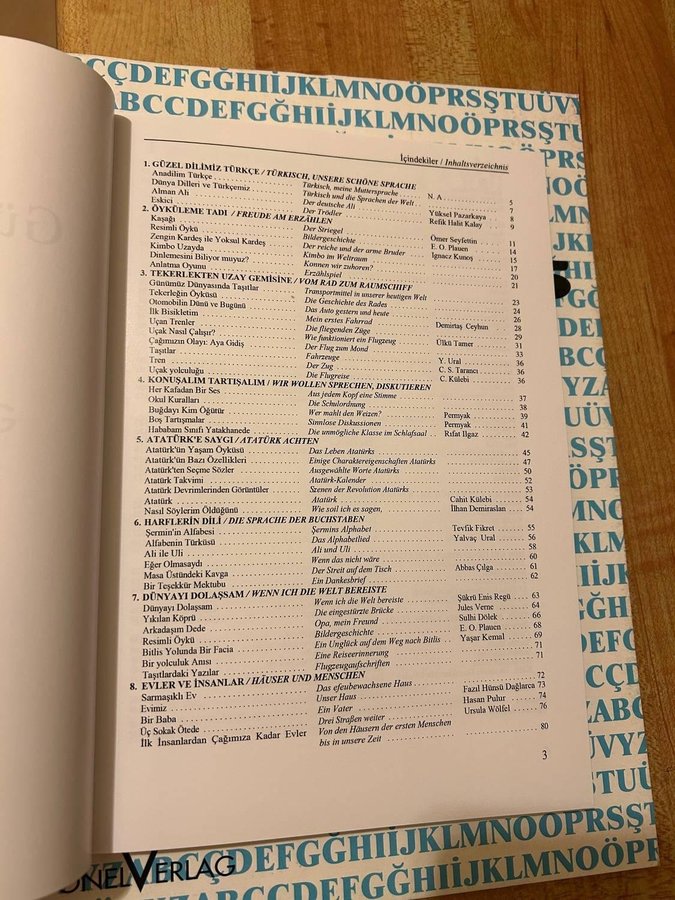 ABCÇDEFGĞHIİJKLMNOÖPRSŞTUÜVY
ABCÇDEFGĞHIİJKLMNOÖPRSŞTU
İçindekiler / Inhaltsverzeichnis
1. GÜZEL DİLİMİZ TÜRKÇE / TÜRKISCH, UNSERE SCHÖNE SPRACHE
Anadilim Türkçe Türkisch, meine Muttersprache N. A 5
Dünya Dilleri ve Türkçemiz Türkisch und die Sprachen der Welt 7
Alman Ali Der deutsche Ali Yüksel Pazarkaya 8
Eskici Der Trödler Refik Halit Kalay 9
2. ÖYKÜLEME TADI / FREUDE AM ERZÄHLEN
Kaşağı Der Striegel Ömer Seyfettin 11
Resimli Öykü Bildergeschichte E. O. Plauen 14
Zengin Kardeş ile Yoksul Kardeş Der reiche und der arme Bruder Ignacz Kunoş 15
Kimbo Uzayda Kimbo im Weltraum 17
Dinlemesini Biliyor muyuz? Konnen wir zuhoren? 20
Anlatma Oyunu Erzählspiel 21
3. TEKERLEKTEN UZAY GEMİSİNE / VOM RAD ZUM RAUMSCHIFF
Günümüz Dünyasında Taşıtlar Transportmittel in unserer heutigen Welt 23
Tekerleğin Öyküsü Die Geschichte des Rades 24
Otomobilin Dünü ve Bugünü Das Auto gestern und heute 26
İlk Bisikletim Mein erstes Fahrrad Demirtaş Ceyhun 28
Uçan Trenler Die fliegenden Züge 29
Uçak Nasıl Çalışır? Wie funktioniert ein Flugzeug Ülkü Tamer 31
Çağımızın Olayı: Aya Gidiş Der Flug zum Mond 33
Taşıtlar Fahrzeuge Y. Ural 36
Tren Der Zug C. S. Tarancı 36
Uçak yolculuğu Die Flugreise C. Külebi 36
4. KONUŞALIM TARTIŞALIM / WIR WOLLEN SPRECHEN, DISKUTIEREN
Her Kafadan Bir Ses Aus jedem Kopf eine Stimme 37
Okul Kuralları Die Schulordnung 38
Buğdayı Kim Öğütür Wer mahlt den Weizen? Permyak 39
Boş Tartışmalar Sinnlose Diskussionen Permyak 41
Hababam Sınıfı Yatakhanede Die unmögliche Klasse im Schlafsaal Rıfat Ilgaz 42
5. ATATÜRK'E SAYGI / ATATÜRK ACHTEN
Atatürk'ün Yaşam Öyküsü Das Leben Atatürks 45
Atatürk'ün Bazı Özellikleri Einige Charaktereigenschaften Atatürks 47
Atatürk'ten Seçme Sözler Ausgewählte Worte Atatürks 50
Atatürk Takvimi Atatürk-Kalender 52
Atatürk Devrimlerinden Görüntüler Szenen der Revolution Atatürks 53
Atatürk Atatürk Cahit Külebi 54
Nasıl Söylerim Öldüğünü Wie soll ich es sagen, İlhan Demiraslan 54
6. HARFLERIN DİLİ / DIE SPRACHE DER BUCHSTABEN
Şermin'in Alfabesi Şermins Alphabet Tevfik Fikret 55
Alfabenin Türküsü Das Alphabetlied Yalvaç Ural 56
Ali ile Uli Ali und Uli 58
Eğer Olmasaydı Wenn das nicht wäre 60
Masa Üstündeki Kavga Der Streit auf dem Tisch Abbas Çılga 61
Bir Teşekkür Mektubu Ein Dankesbrief 62
7. DÜNYAYI DOLAŞSAM / WENN ICH DIE WELT BEREISTE
Dünyayı Dolaşsam Wenn ich die Welt bereiste Şükrü Enis Regü 63
Yıkılan Köprü Die eingestürzte Brücke Jules Verne 64
Arkadaşım Dede Opa, mein Freund Sulhi Dölek 66
Resimli Öykü Bildergeschichte E. O. Plauen 68
Bitlis Yolunda Bir Facia Ein Unglück auf dem Weg nach Bitlis Yaşar Kemal 69
Bir yolculuk Anısı Eine Reiseerinnerung 71
Taşıtlardaki Yazılar Flugzeugaufschriften 71
8. EVLER VE İNSANLAR / HÄUSER UND MENSCHEN
Sarmaşıklı Ev Das efeubewachsene Haus 72
Evimiz Unser Haus Fazıl Hünsü Dağlarca 73
Bir Baba Ein Vater Hasan Pulur 74
Üç Sokak Ötede Drei Straßen weiter Ursula Wölfel 76
İlk İnsanlardan Çağımıza Kadar Evler Von den Häusern der ersten Menschen bis in unsere Zeit 80
3
HIİJKLMNOÖPRSŞT
ÖNEL VERLAG
ZABCÇDEFGĞHIİJKLMNOÖP